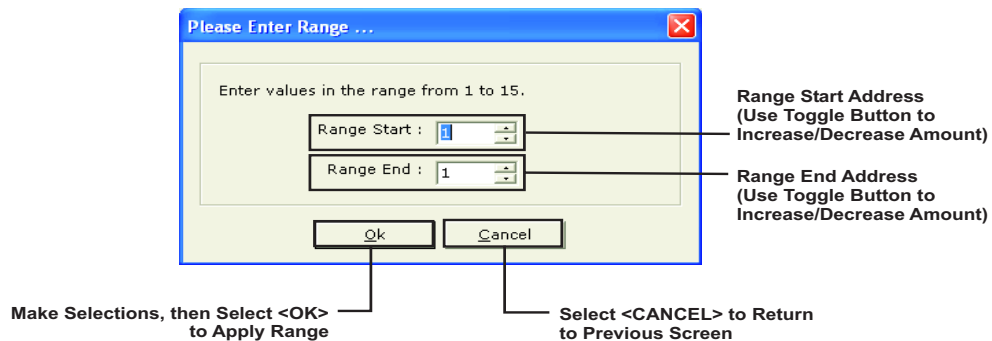 Please Enter Range ...
Enter values in the range from 1 to 15.
Range Start : 1
Range End : 1
Ok
Cancel
Range Start Address
(Use Toggle Button to
Increase/Decrease Amount)
Range End Address
(Use Toggle Button to
Increase/Decrease Amount)
Make Selections, then Select <OK>
to Apply Range
Select <CANCEL> to Return
to Previous Screen